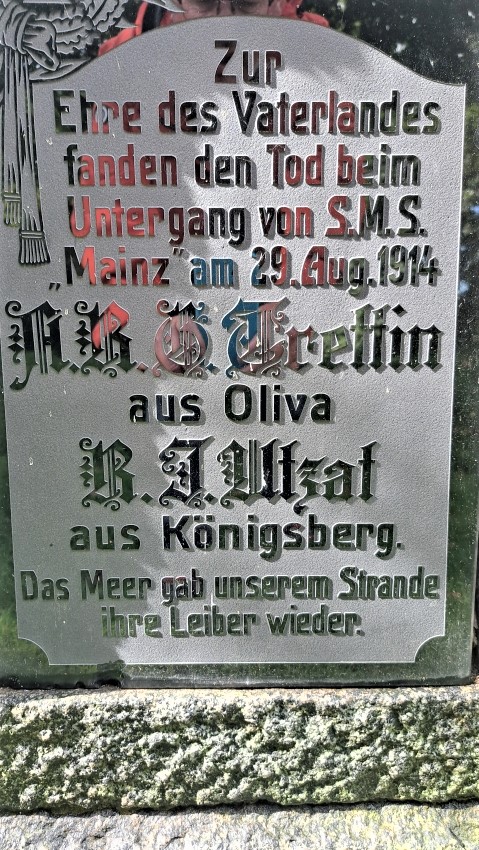 Zur
Ehre des Vaterlandes
fanden den Tod beim
Untergang von S.M.S.
„Mainz" am 29. Aug. 1914
A. B. G. Treffin
aus Oliva
R. J. Utzat
aus Königsberg.
Das Meer gab unserem Strande
ihre Leiber wieder.